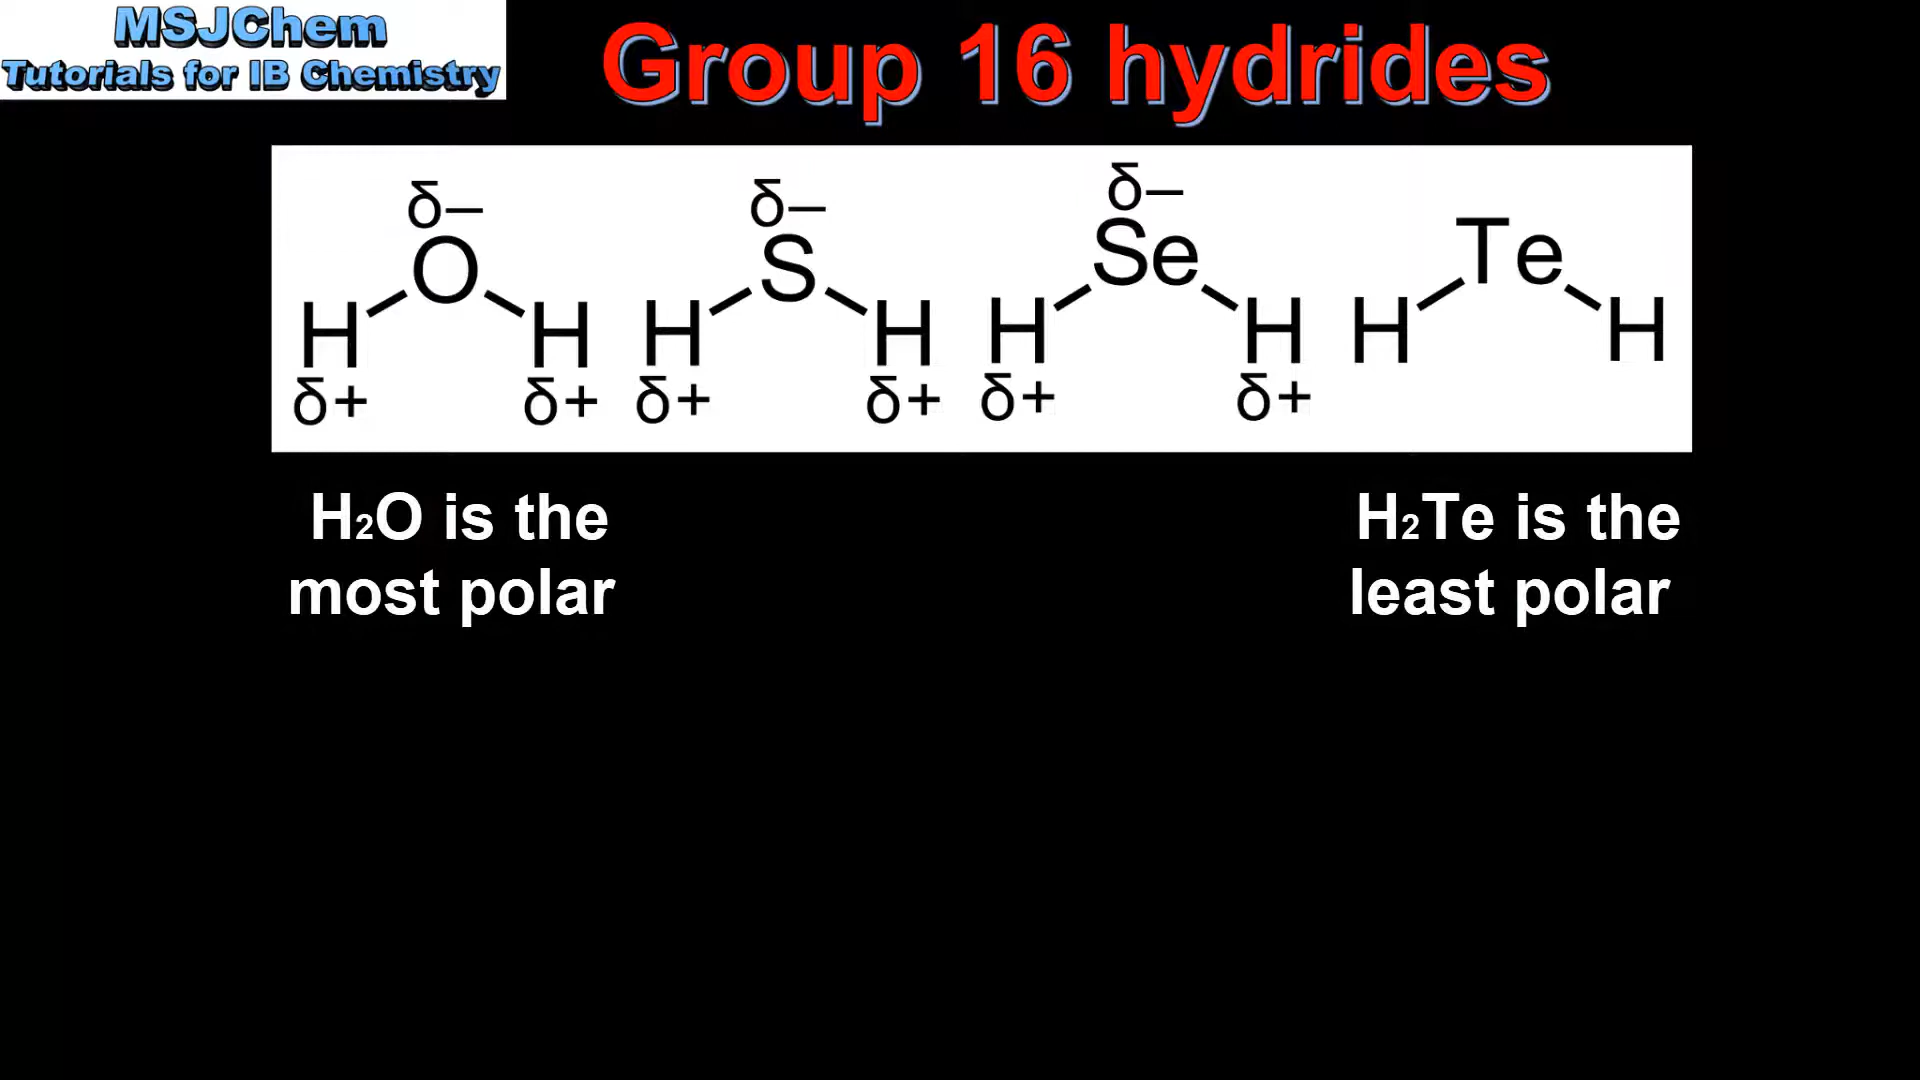 MSJChem
Tutorials for IB Chemistry
Group 16 hydrides
δ– δ– δ–
O S Se Te
H H H H H H H H
δ+ δ+ δ+ δ+ δ+ δ+
H₂O is the
most polar
H₂Te is the
least polar